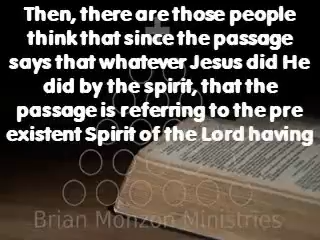 Then, there are those people
think that since the passage
says that whatever Jesus did He
did by the spirit, that the
passage is referring to the pre
existent Spirit of the Lord having
Brian Monzon Ministries